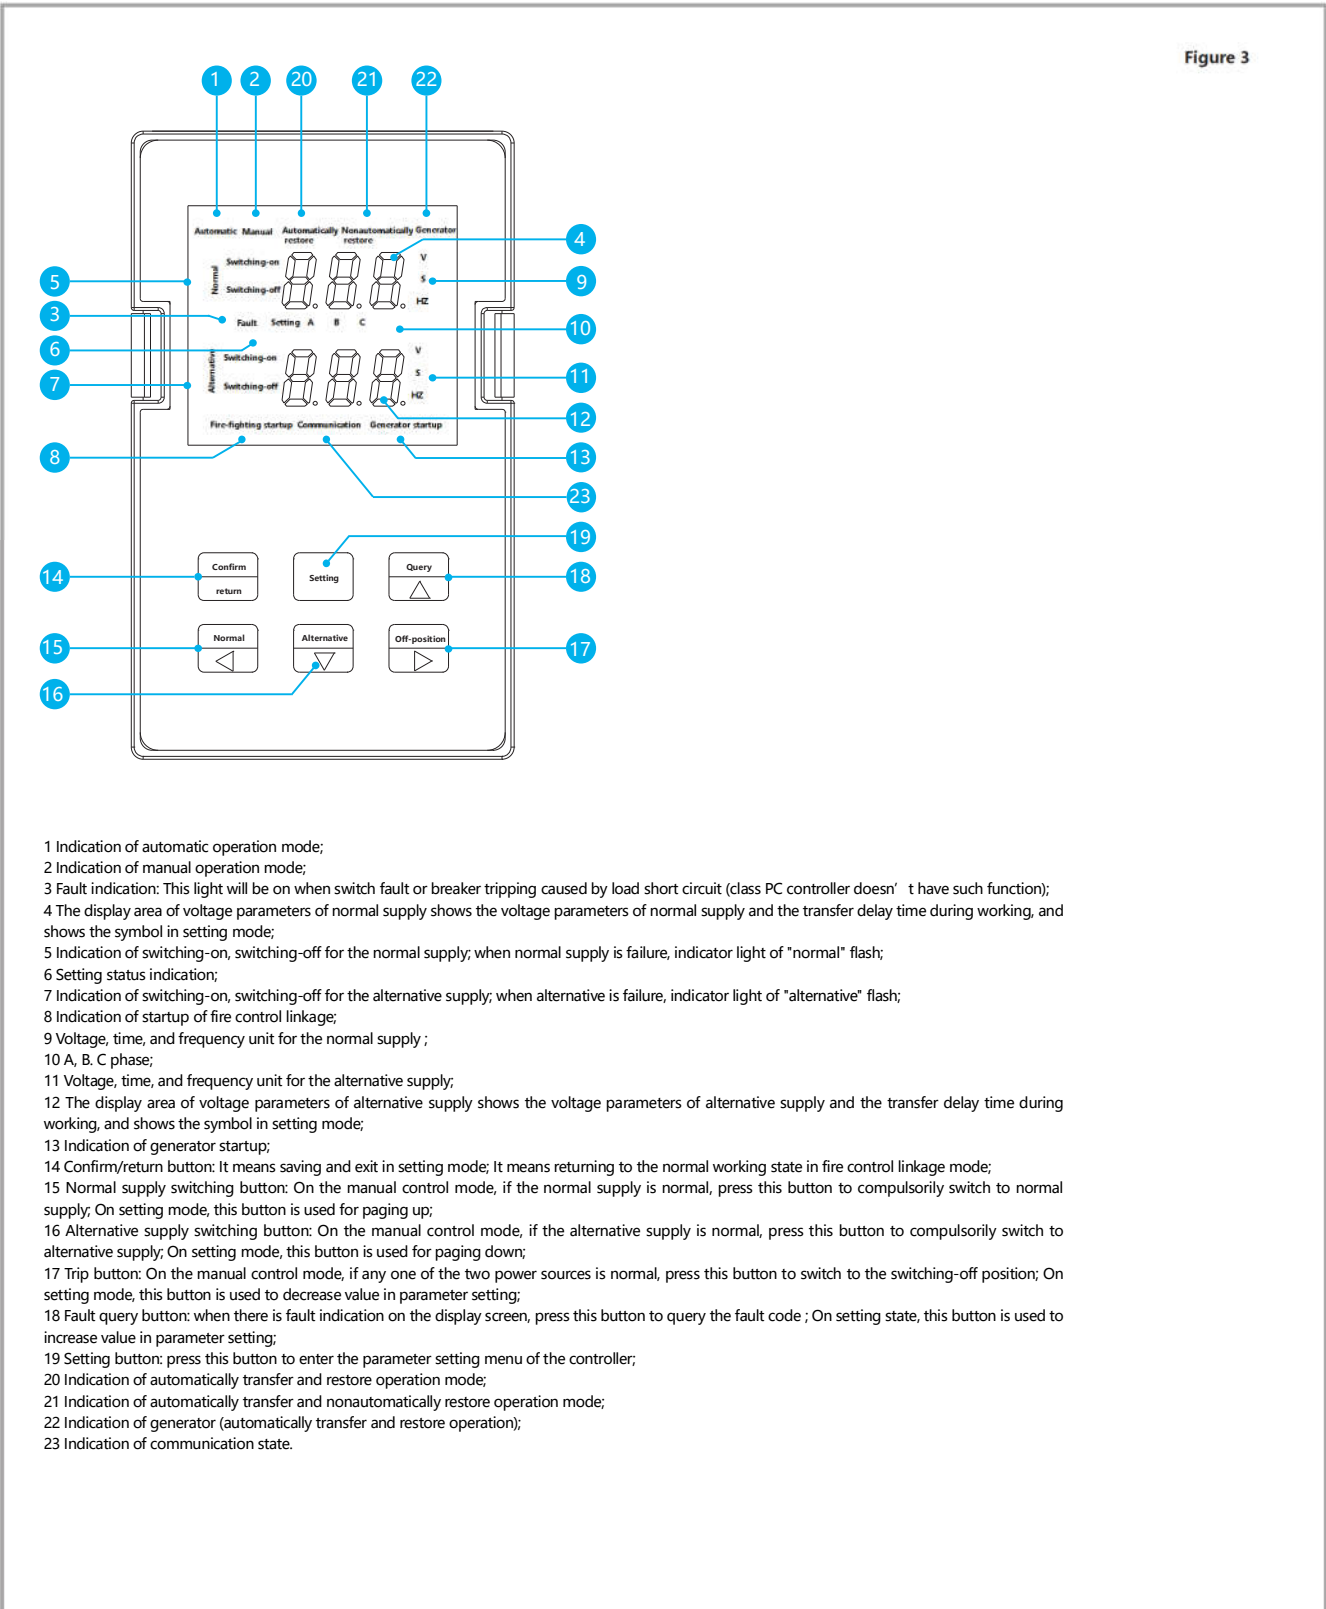 Figure 3
1 2 20 21 22
Automatic Manual Automatically restore Nonautomatically restore Generator
4
Normal
Switching-on
V
5
S
9
Switching-off
HZ
3
Fault Setting A B C
10
6
Alternative
Switching-on
V
7
S
11
Switching-off
HZ
12
Fire-fighting startup Communication Generator startup
8
13
23
19
14
Confirm
return
Setting
Query
18
15
Normal
Alternative
Off-position
17
16
1 Indication of automatic operation mode;
2 Indication of manual operation mode;
3 Fault indication: This light will be on when switch fault or breaker tripping caused by load short circuit (class PC controller doesn' t have such function);
4 The display area of voltage parameters of normal supply shows the voltage parameters of normal supply and the transfer delay time during working, and
shows the symbol in setting mode;
5 Indication of switching-on, switching-off for the normal supply; when normal supply is failure, indicator light of "normal" flash;
6 Setting status indication;
7 Indication of switching-on, switching-off for the alternative supply; when alternative is failure, indicator light of "alternative" flash;
8 Indication of startup of fire control linkage;
9 Voltage, time, and frequency unit for the normal supply ;
10 A, B. C phase;
11 Voltage, time, and frequency unit for the alternative supply;
12 The display area of voltage parameters of alternative supply shows the voltage parameters of alternative supply and the transfer delay time during
working, and shows the symbol in setting mode;
13 Indication of generator startup;
14 Confirm/return button: It means saving and exit in setting mode; It means returning to the normal working state in fire control linkage mode;
15 Normal supply switching button: On the manual control mode, if the normal supply is normal, press this button to compulsorily switch to normal
supply; On setting mode, this button is used for paging up;
16 Alternative supply switching button: On the manual control mode, if the alternative supply is normal, press this button to compulsorily switch to
alternative supply; On setting mode, this button is used for paging down;
17 Trip button: On the manual control mode, if any one of the two power sources is normal, press this button to switch to the switching-off position; On
setting mode, this button is used to decrease value in parameter setting;
18 Fault query button: when there is fault indication on the display screen, press this button to query the fault code ; On setting state, this button is used to
increase value in parameter setting;
19 Setting button: press this button to enter the parameter setting menu of the controller;
20 Indication of automatically transfer and restore operation mode;
21 Indication of automatically transfer and nonautomatically restore operation mode;
22 Indication of generator (automatically transfer and restore operation);
23 Indication of communication state.